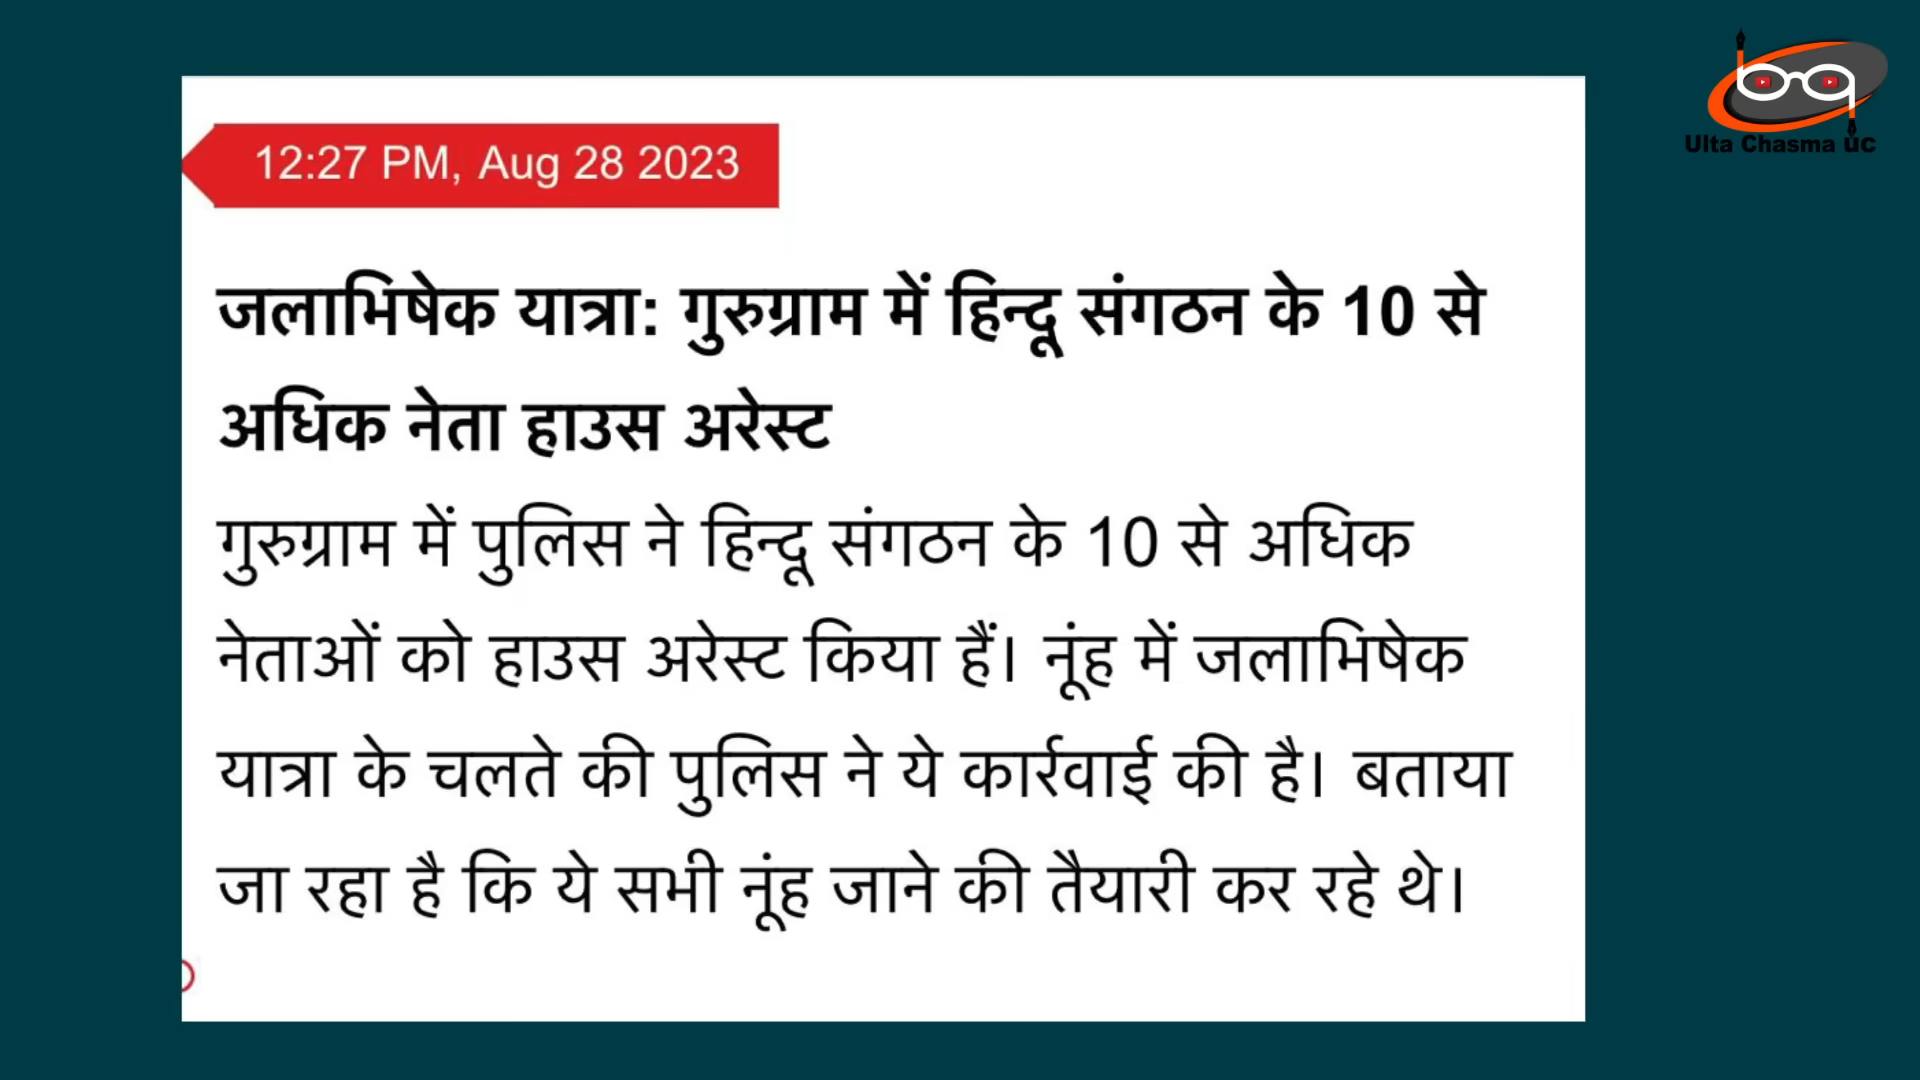 12:27 PM, Aug 28 2023
जलाभिषेक यात्रा: गुरुग्राम में हिन्दू संगठन के 10 से
अधिक नेता हाउस अरेस्ट
गुरुग्राम में पुलिस ने हिन्दू संगठन के 10 से अधिक
नेताओं को हाउस अरेस्ट किया हैं। नूंह में जलाभिषेक
यात्रा के चलते की पुलिस ने ये कार्रवाई की है। बताया
जा रहा है कि ये सभी नूंह जाने की तैयारी कर रहे थे।
Ulta Chasma uc